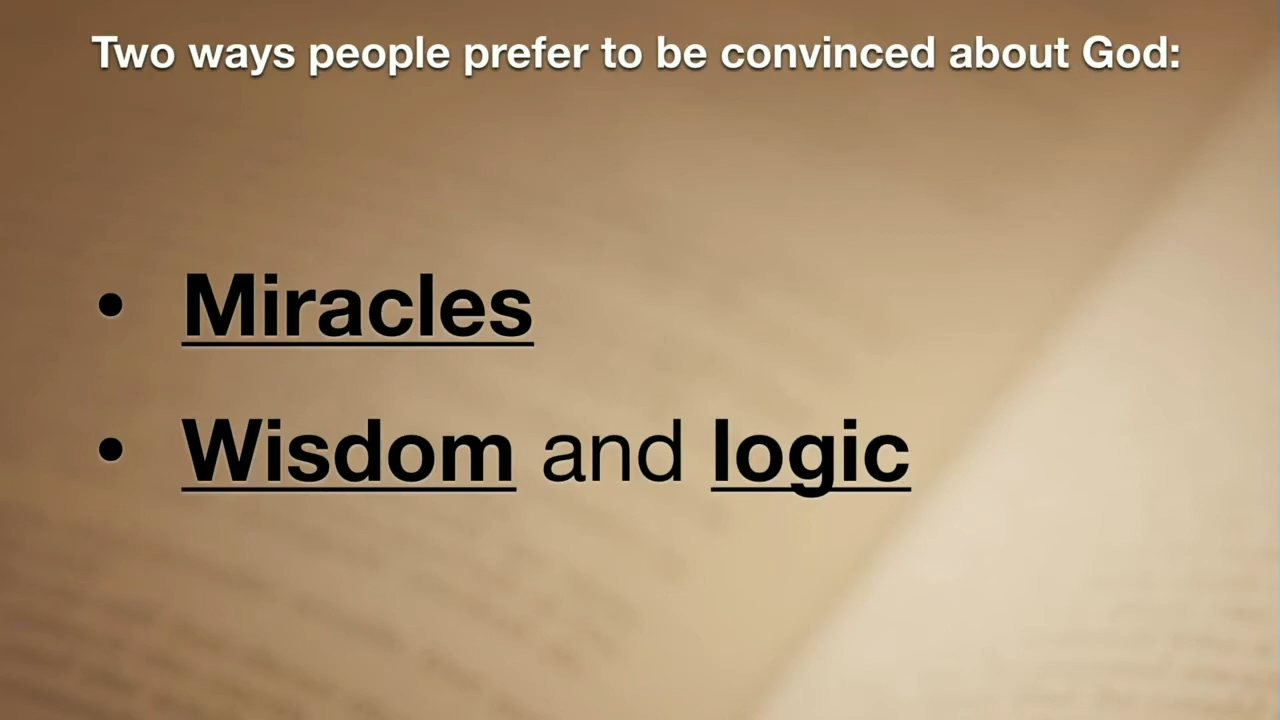 Two ways people prefer to be convinced about God:
• Miracles
• Wisdom and logic